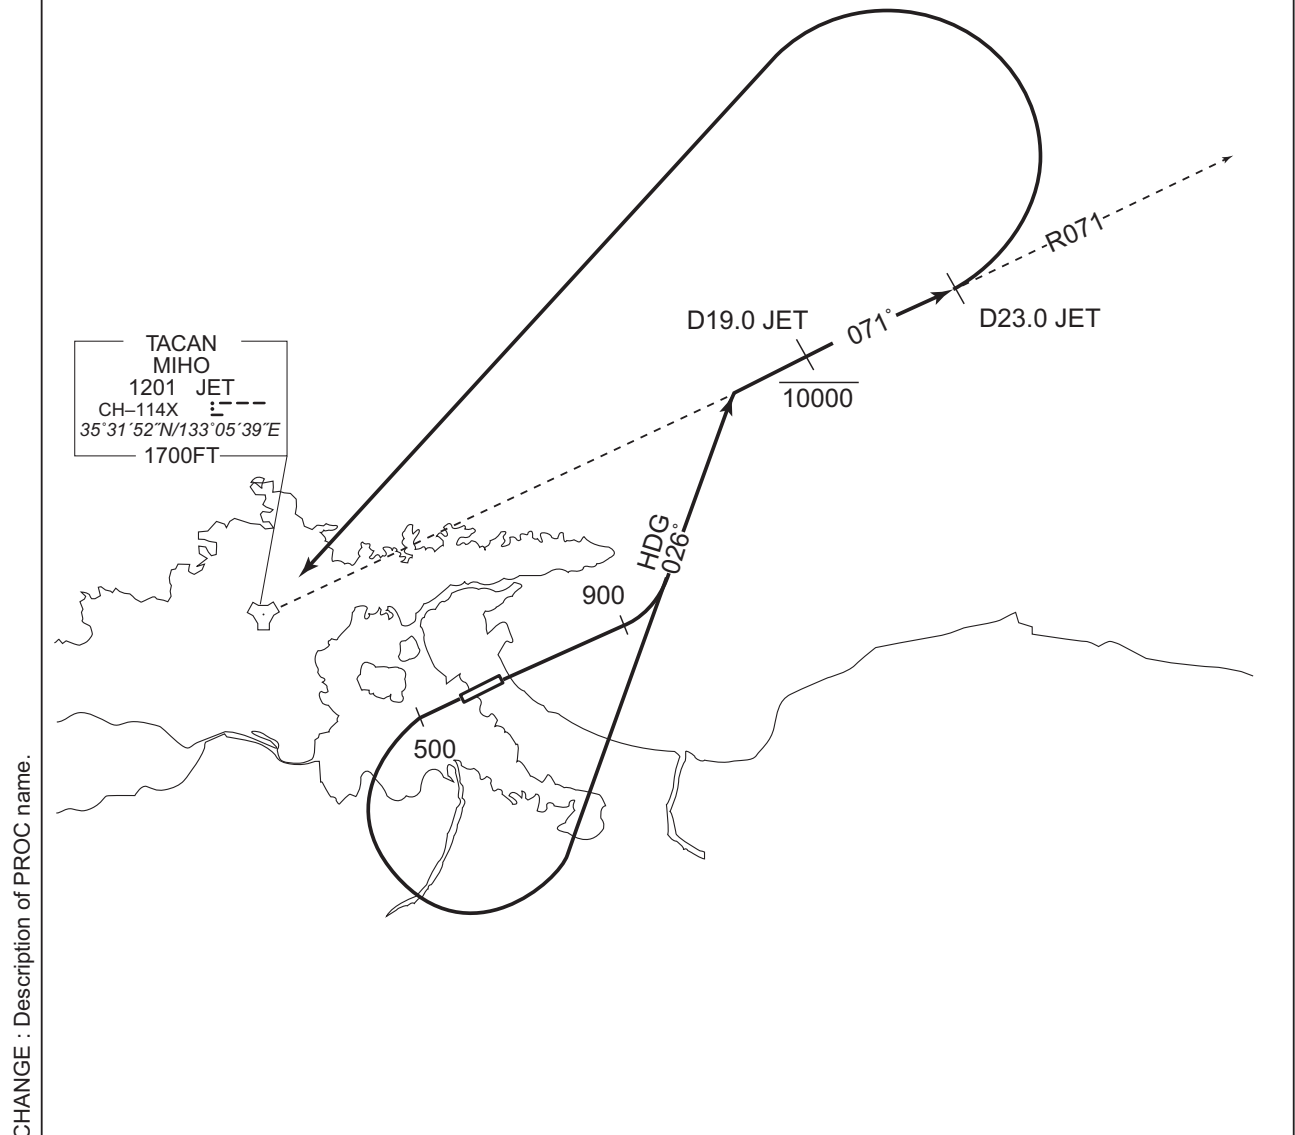 R071
D19.0 JET
071°
D23.0 JET
10000
TACAN
MIHO
1201 JET
CH–114X
35°31´52˝N/133°05´39˝E
1700FT
HDG
026°
900
500
CHANGE : Description of PROC name.